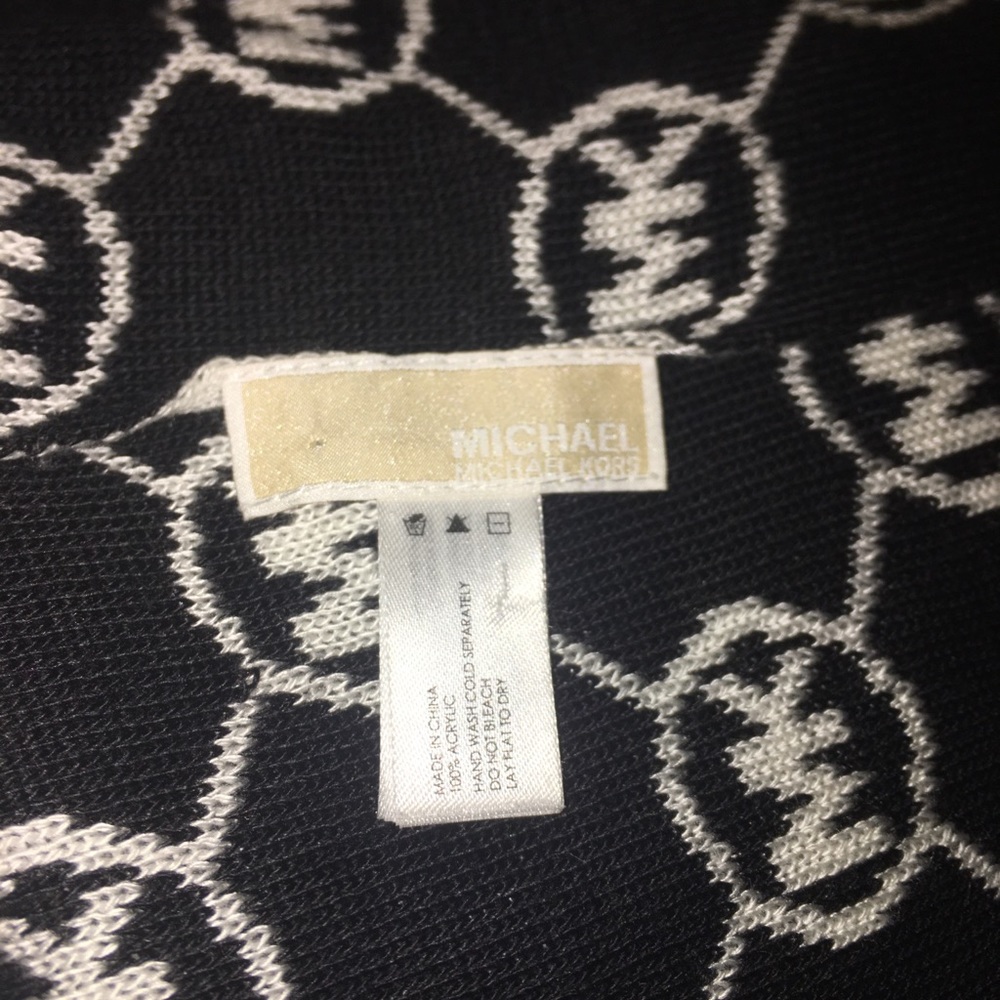 MICHAEL
MICHAEL KORS
MADE IN CHINA
100% ACRYLIC
HAND WASH COLD SEPARATELY
DO NOT BLEACH
LAY FLAT TO DRY